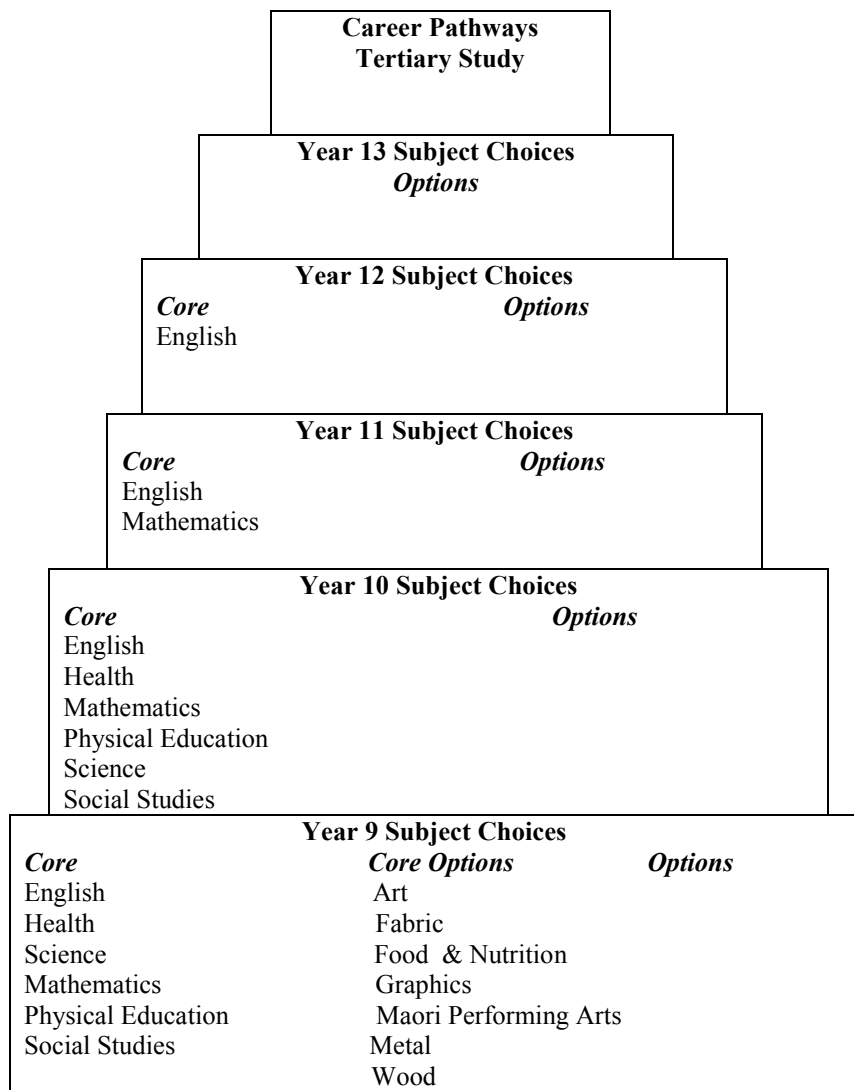 Career Pathways
Tertiary Study
Year 13 Subject Choices
Options
Year 12 Subject Choices
Core Options
English
Year 11 Subject Choices
Core Options
English
Mathematics
Year 10 Subject Choices
Core Options
English
Health
Mathematics
Physical Education
Science
Social Studies
Year 9 Subject Choices
Core Core Options Options
English Art
Health Fabric
Science Food & Nutrition
Mathematics Graphics
Physical Education Maori Performing Arts
Social Studies Metal
Wood